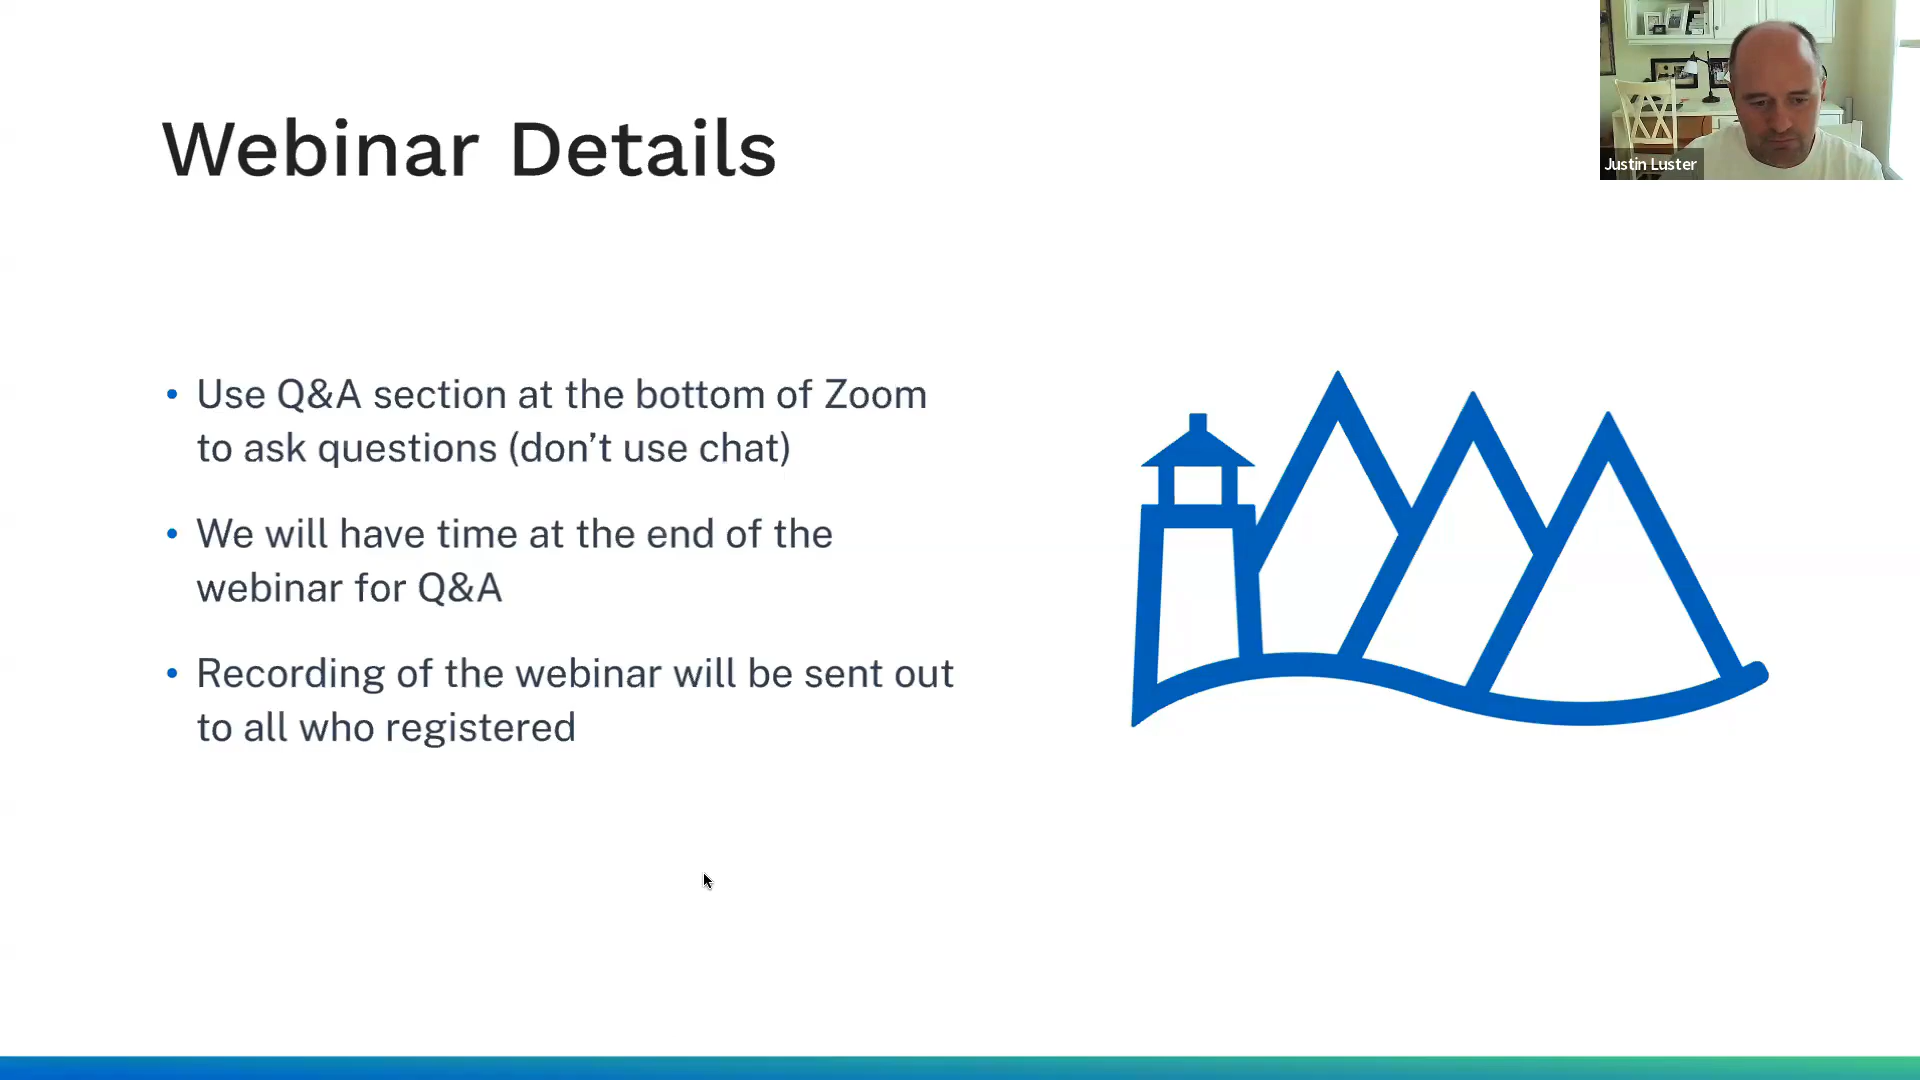 Webinar Details
Justin Luster
• Use Q&A section at the bottom of Zoom
to ask questions (don’t use chat)
• We will have time at the end of the
webinar for Q&A
• Recording of the webinar will be sent out
to all who registered